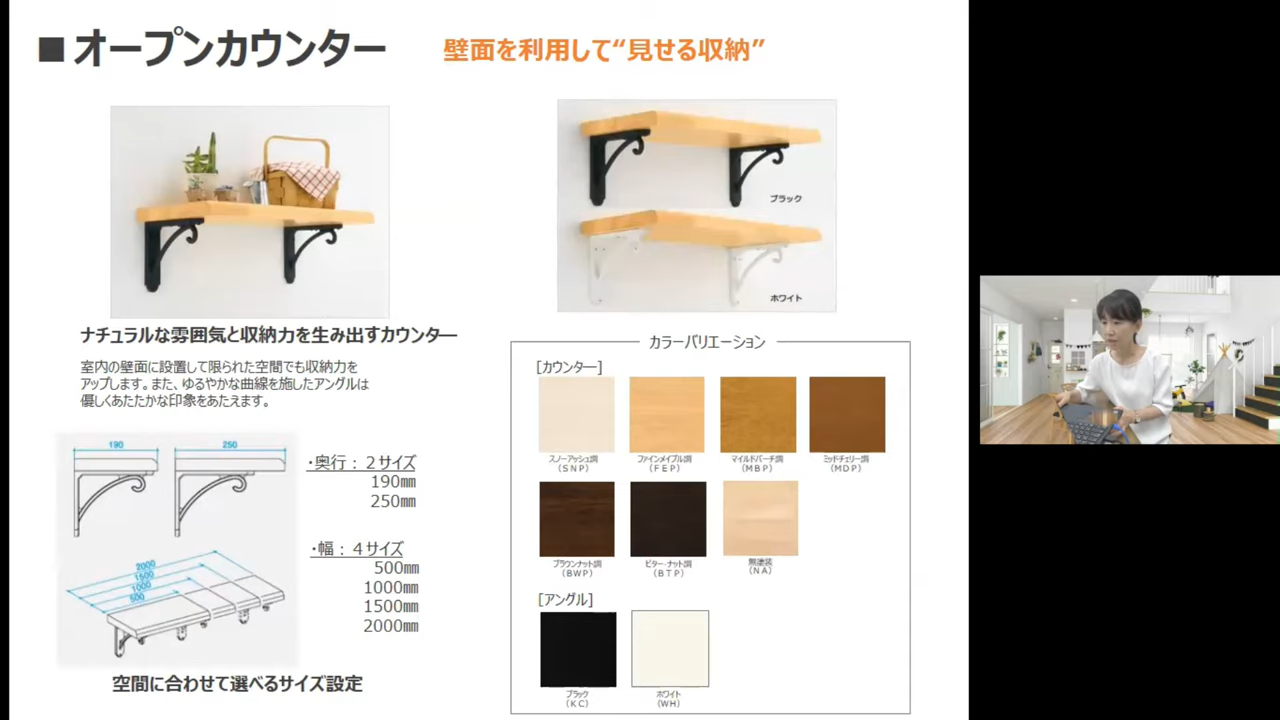 ■オープンカウンター
壁面を利用して“見せる収納”
ブラック
ホワイト
ナチュラルな雰囲気と収納力を生み出すカウンター
室内の壁面に設置して限られた空間でも収納力を
アップします。また、ゆるやかな曲線を施したアングルは
優しくあたたかな印象をあたえます。
190
250
・奥行：２サイズ
190㎜
250㎜
2000
1500
1000
500
・幅：４サイズ
500㎜
1000㎜
1500㎜
2000㎜
空間に合わせて選べるサイズ設定
カラーバリエーション
[カウンター]
スノーアッシュ調
（ＳＮＰ）
ファインメイプル調
（ＦＥＰ）
マイルドバーチ調
（ＭＢＰ）
ミッドチェリー調
（ＭＤＰ）
ブラウンナット調
（ＢＷＰ）
ビターナット調
（ＢＴＰ）
無塗装
（ＮＡ）
[アングル]
ブラック
（ＫＣ）
ホワイト
（ＷＨ）